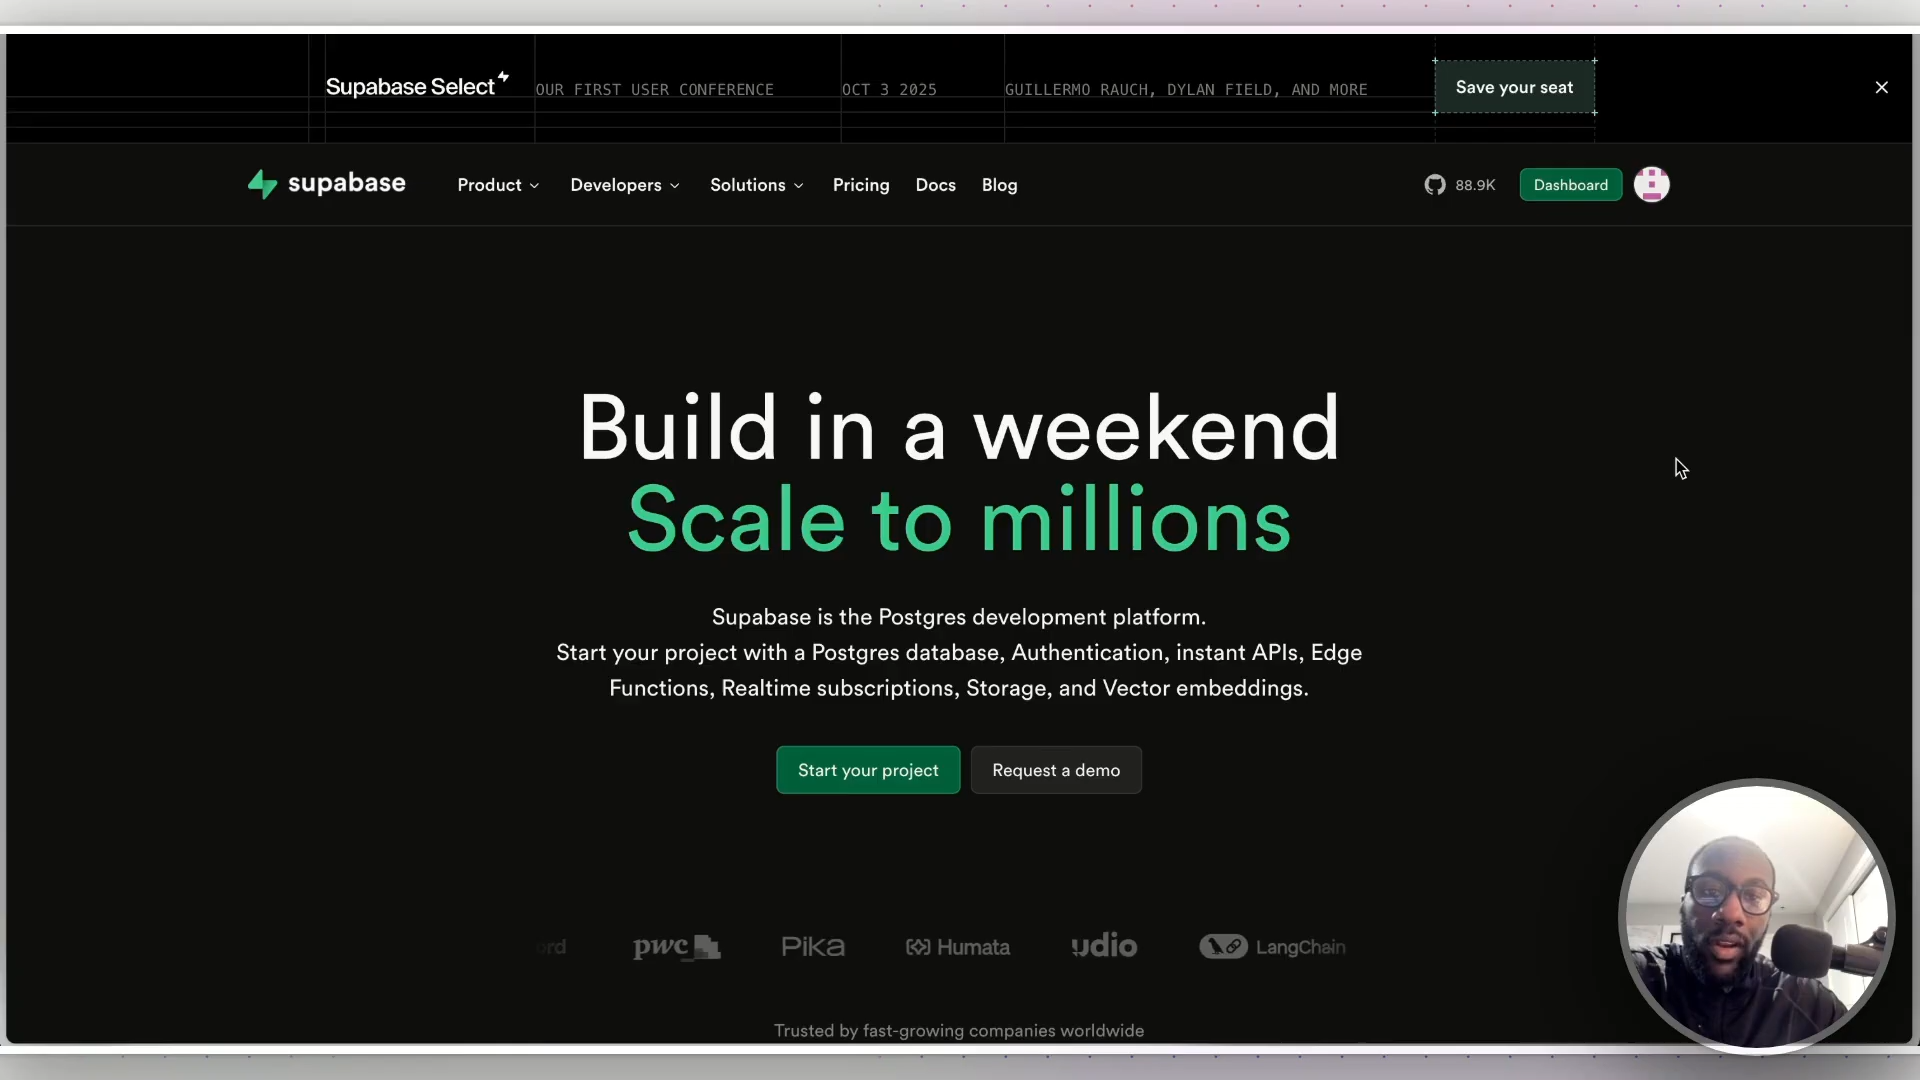 Supabase Select
OUR FIRST USER CONFERENCE
OCT 3 2025
GUILLERMO RAUCH, DYLAN FIELD, AND MORE
Save your seat
supabase
Product
Developers
Solutions
Pricing
Docs
Blog
88.9K
Dashboard
Build in a weekend
Scale to millions
Supabase is the Postgres development platform.
Start your project with a Postgres database, Authentication, instant APIs, Edge
Functions, Realtime subscriptions, Storage, and Vector embeddings.
Start your project
Request a demo
pwc
Pika
Humata
udio
LangChain
Trusted by fast-growing companies worldwide